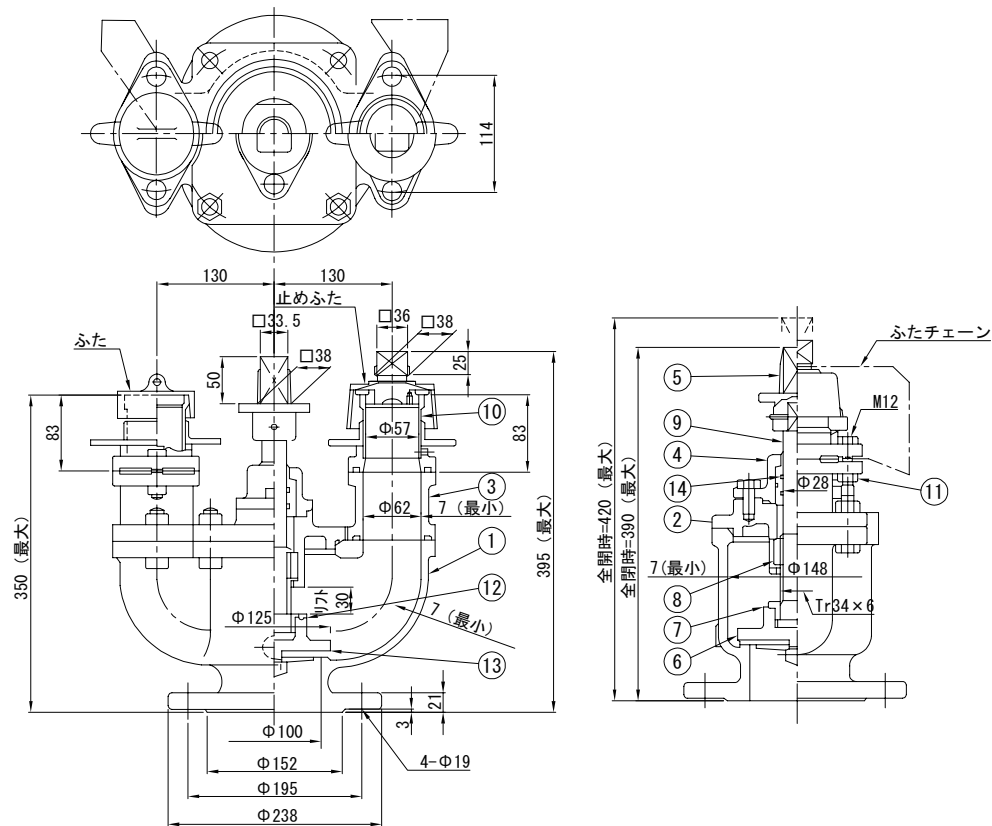 114
130
130
止めふた
□33.5
□36
□38
ふた
□38
25
50
83
⑩
Φ57
83
③
Φ62
7 (最小)
①
350 (最大)
395 (最大)
⑫
リフト
30
Φ125
7 (最小)
⑬
21
3
Φ100
4-Φ19
Φ152
Φ195
Φ238
ふたチェーン
⑤
M12
⑨
④
⑭
Φ28
⑪
②
全開時=420 (最大)
全閉時=390 (最大)
7(最小)
Φ148
⑧
Tr34×6
⑦
⑥